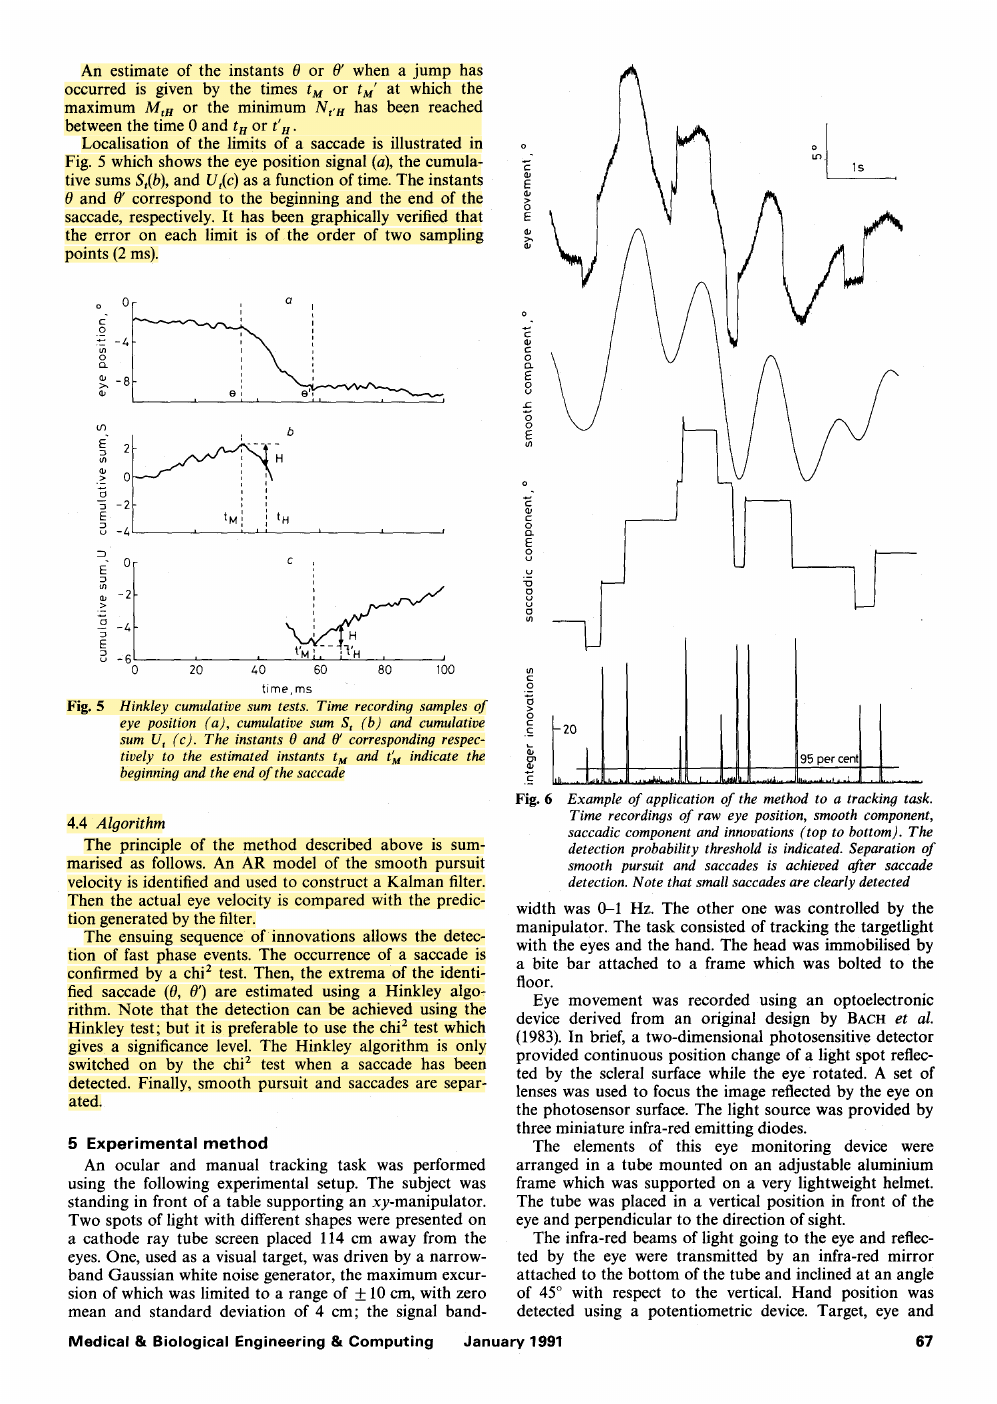 An estimate of the instants θ or θ′ when a jump has
occurred is given by the times t_M or t_M′ at which the
maximum M_tH or the minimum N_t′H has been reached
between the time 0 and t_H or t′_H.
Localisation of the limits of a saccade is illustrated in
Fig. 5 which shows the eye position signal (a), the cumula-
tive sums S_t(b), and U_t(c) as a function of time. The instants
θ and θ′ correspond to the beginning and the end of the
saccade, respectively. It has been graphically verified that
the error on each limit is of the order of two sampling
points (2 ms).
eye position, °
0
-4
-8
a
θ
θ′
cumulative sum, S
2
0
-2
-4
b
H
t_M
t_H
cumulative sum, U
0
-2
-4
-6
c
H
t′_M
t′_H
0 20 40 60 80 100
time, ms
Fig. 5 Hinkley cumulative sum tests. Time recording samples of
eye position (a), cumulative sum S_t (b) and cumulative
sum U_t (c). The instants θ and θ′ corresponding respec-
tively to the estimated instants t_M and t′_M indicate the
beginning and the end of the saccade
4.4 Algorithm
The principle of the method described above is sum-
marised as follows. An AR model of the smooth pursuit
velocity is identified and used to construct a Kalman filter.
Then the actual eye velocity is compared with the predic-
tion generated by the filter.
The ensuing sequence of innovations allows the detec-
tion of fast phase events. The occurrence of a saccade is
confirmed by a chi² test. Then, the extrema of the identi-
fied saccade (θ, θ′) are estimated using a Hinkley algo-
rithm. Note that the detection can be achieved using the
Hinkley test; but it is preferable to use the chi² test which
gives a significance level. The Hinkley algorithm is only
switched on by the chi² test when a saccade has been
detected. Finally, smooth pursuit and saccades are separ-
ated.
5 Experimental method
An ocular and manual tracking task was performed
using the following experimental setup. The subject was
standing in front of a table supporting an xy-manipulator.
Two spots of light with different shapes were presented on
a cathode ray tube screen placed 114 cm away from the
eyes. One, used as a visual target, was driven by a narrow-
band Gaussian white noise generator, the maximum excur-
sion of which was limited to a range of ±10 cm, with zero
mean and standard deviation of 4 cm; the signal band-
eye movement, °
5°
1s
smooth component, °
saccadic component, °
integer innovations
20
95 per cent
Fig. 6 Example of application of the method to a tracking task.
Time recordings of raw eye position, smooth component,
saccadic component and innovations (top to bottom). The
detection probability threshold is indicated. Separation of
smooth pursuit and saccades is achieved after saccade
detection. Note that small saccades are clearly detected
width was 0–1 Hz. The other one was controlled by the
manipulator. The task consisted of tracking the targetlight
with the eyes and the hand. The head was immobilised by
a bite bar attached to a frame which was bolted to the
floor.
Eye movement was recorded using an optoelectronic
device derived from an original design by BACH et al.
(1983). In brief, a two-dimensional photosensitive detector
provided continuous position change of a light spot reflec-
ted by the scleral surface while the eye rotated. A set of
lenses was used to focus the image reflected by the eye on
the photosensor surface. The light source was provided by
three miniature infra-red emitting diodes.
The elements of this eye monitoring device were
arranged in a tube mounted on an adjustable aluminium
frame which was supported on a very lightweight helmet.
The tube was placed in a vertical position in front of the
eye and perpendicular to the direction of sight.
The infra-red beams of light going to the eye and reflec-
ted by the eye were transmitted by an infra-red mirror
attached to the bottom of the tube and inclined at an angle
of 45° with respect to the vertical. Hand position was
detected using a potentiometric device. Target, eye and
Medical & Biological Engineering & Computing January 1991 67